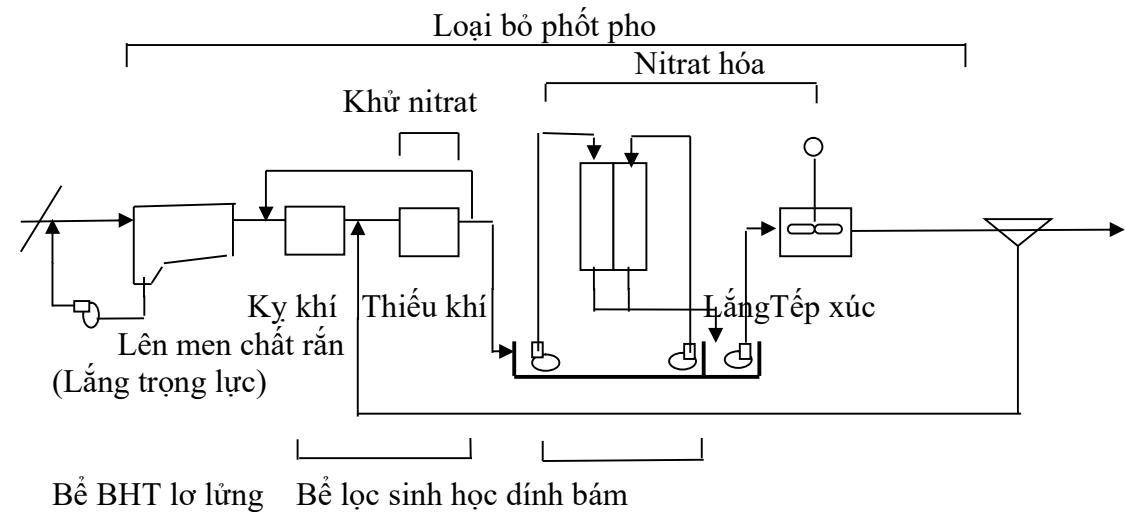 Loại bỏ phốt pho
Nitrat hóa
Khử nitrat
Kỵ khí Thiếu khí LắngTếp xúc
Lên men chất rắn
(Lắng trọng lực)
Bể BHT lơ lửng Bể lọc sinh học dính bám